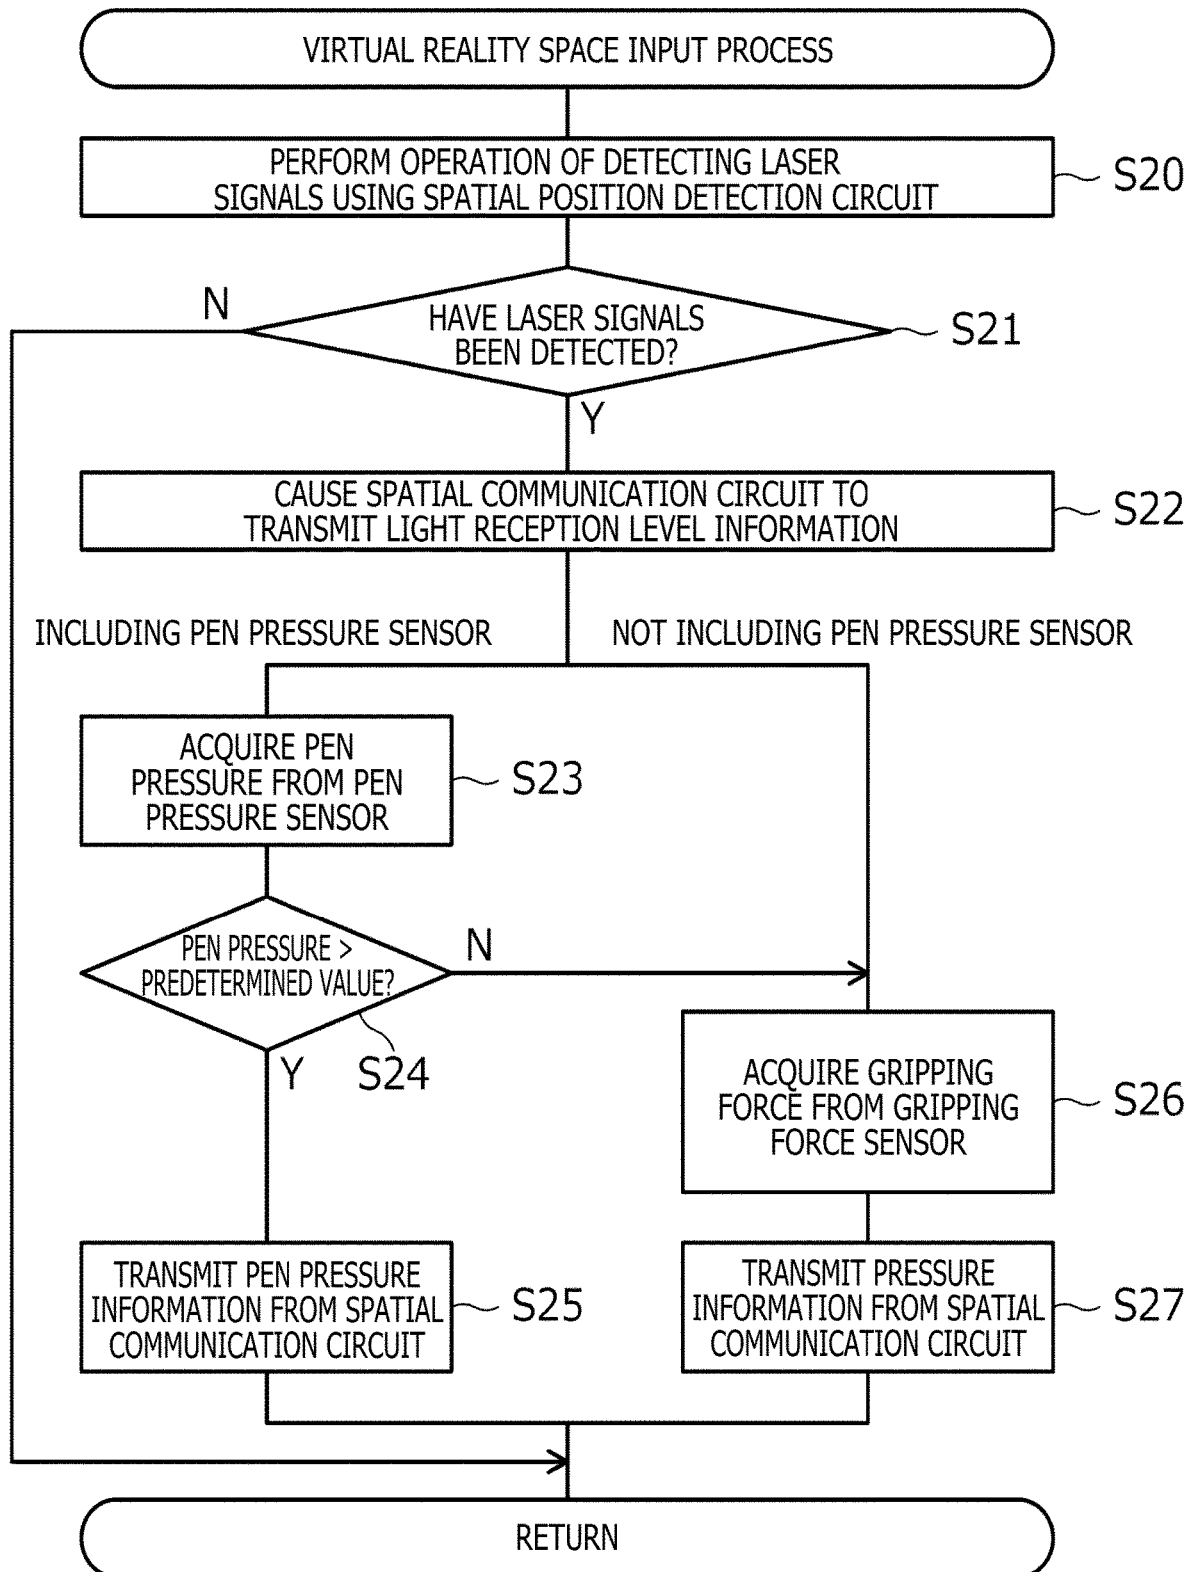 VIRTUAL REALITY SPACE INPUT PROCESS
PERFORM OPERATION OF DETECTING LASER
SIGNALS USING SPATIAL POSITION DETECTION CIRCUIT
S20
N
HAVE LASER SIGNALS
BEEN DETECTED?
S21
Y
CAUSE SPATIAL COMMUNICATION CIRCUIT TO
TRANSMIT LIGHT RECEPTION LEVEL INFORMATION
S22
INCLUDING PEN PRESSURE SENSOR
NOT INCLUDING PEN PRESSURE SENSOR
ACQUIRE PEN
PRESSURE FROM PEN
PRESSURE SENSOR
S23
PEN PRESSURE >
PREDETERMINED VALUE?
N
Y
S24
ACQUIRE GRIPPING
FORCE FROM GRIPPING
FORCE SENSOR
S26
TRANSMIT PEN PRESSURE
INFORMATION FROM SPATIAL
COMMUNICATION CIRCUIT
S25
TRANSMIT PRESSURE
INFORMATION FROM SPATIAL
COMMUNICATION CIRCUIT
S27
RETURN